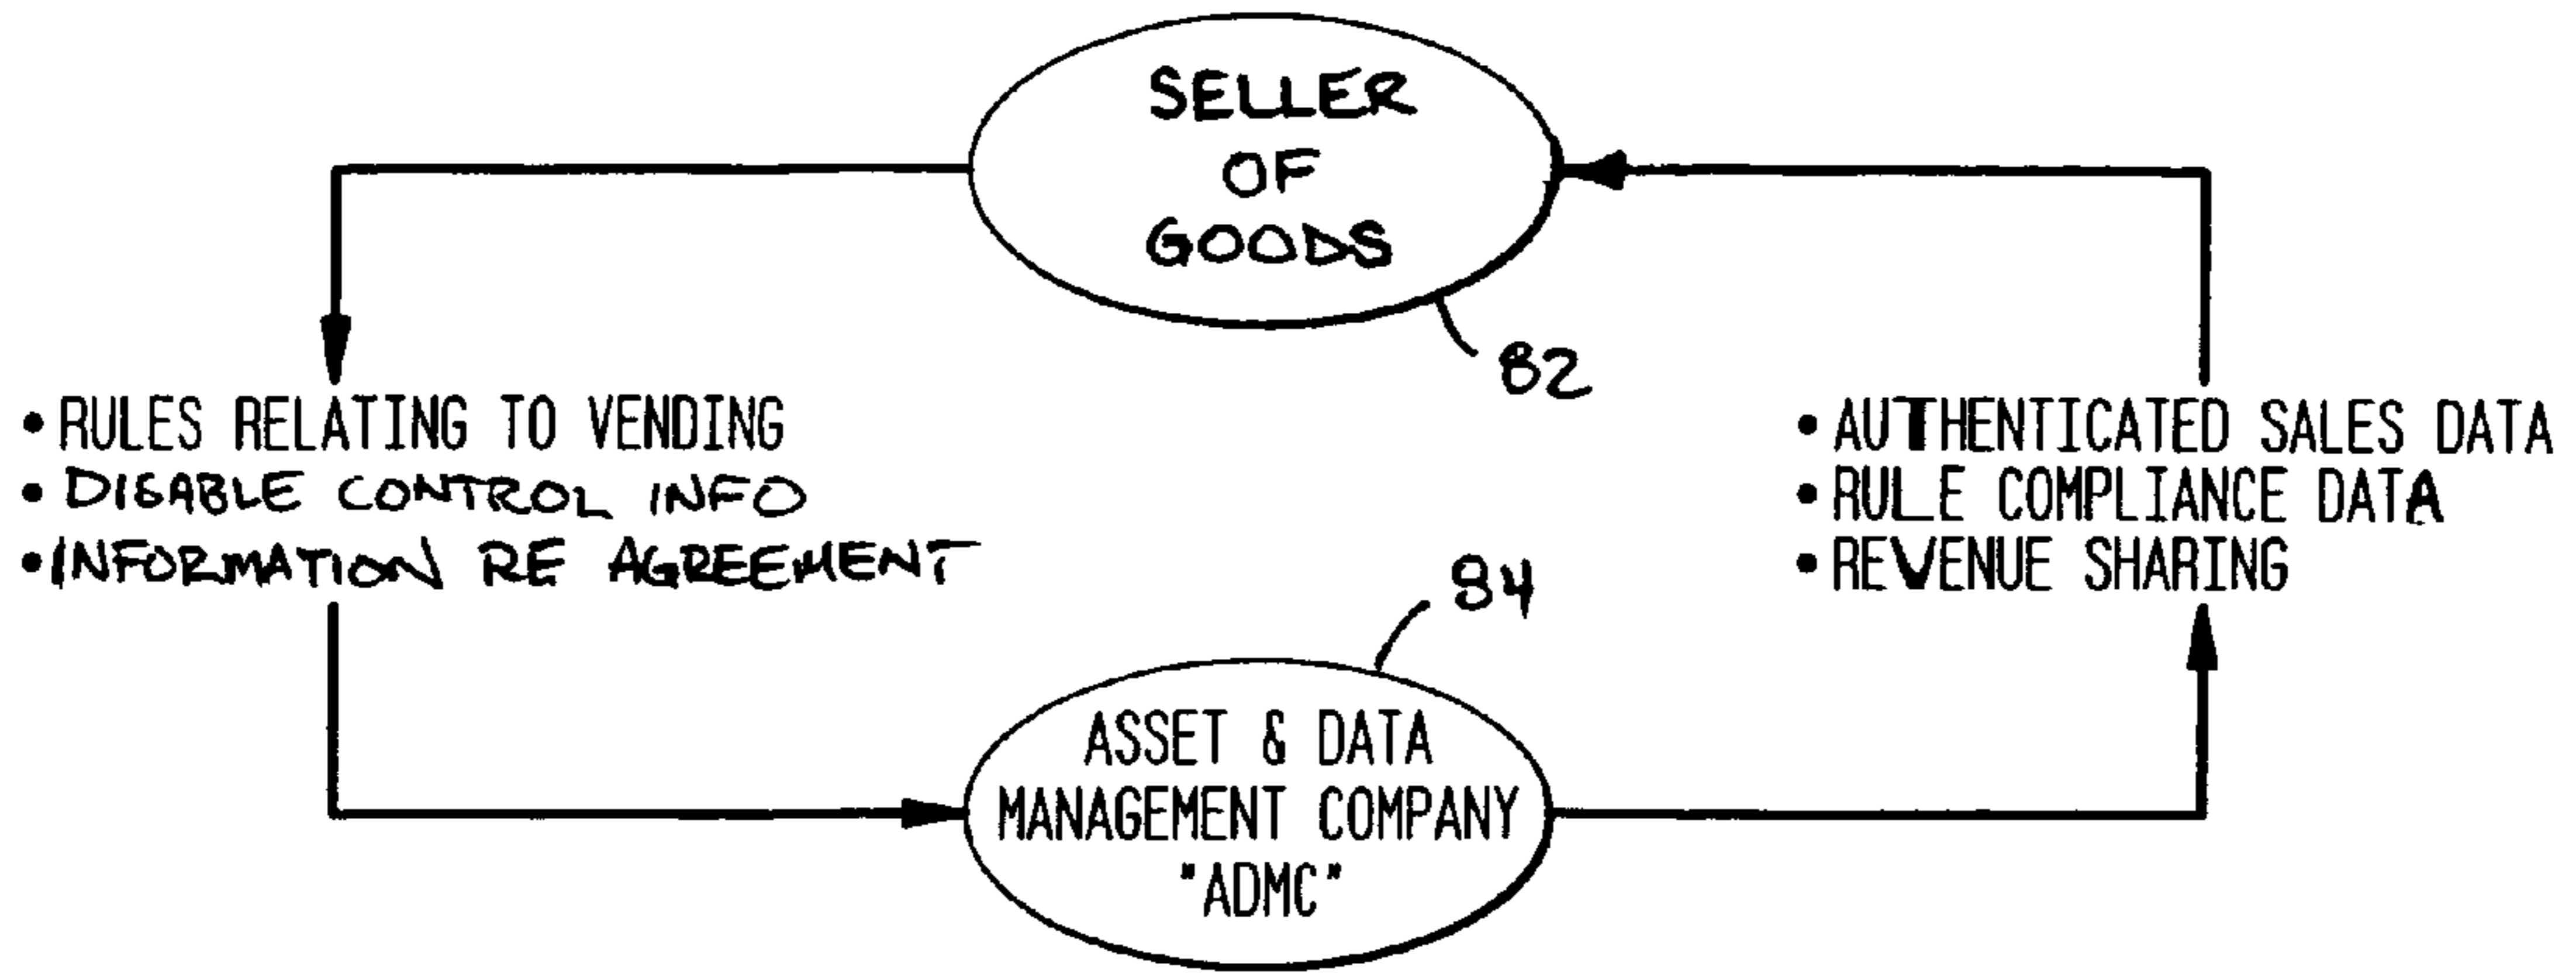 SELLER
OF
GOODS
82
• RULES RELATING TO VENDING
• DISABLE CONTROL INFO
• INFORMATION RE AGREEMENT
• AUTHENTICATED SALES DATA
• RULE COMPLIANCE DATA
• REVENUE SHARING
84
ASSET & DATA
MANAGEMENT COMPANY
"ADMC"